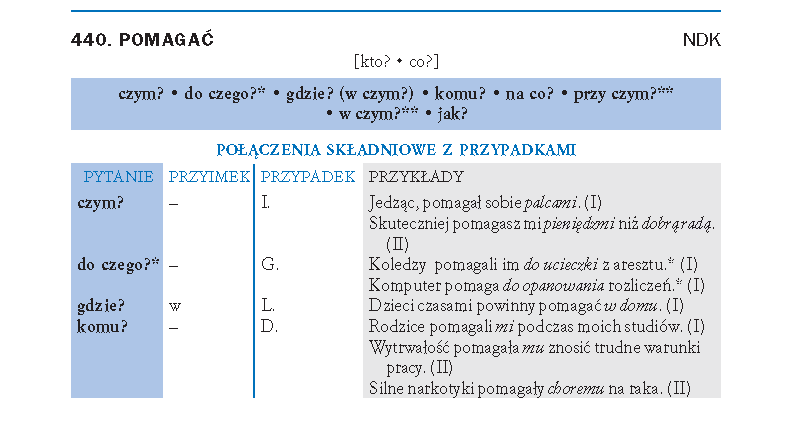 440. POMAGAĆ NDK
[kto? • co?]
czym? • do czego?* • gdzie? (w czym?) • komu? • na co? • przy czym?**
• w czym?** • jak?
POŁĄCZENIA SKŁADNIOWE Z PRZYPADKAMI
PYTANIE PRZYIMEK PRZYPADEK PRZYKŁADY
czym? – I. Jedząc, pomagał sobie palcami. (I)
Skuteczniej pomagasz mi pieniędzmi niż dobrą radą.
(II)
do czego?* – G. Koledzy pomagali im do ucieczki z aresztu.* (I)
Komputer pomaga do opanowania rozliczeń.* (I)
gdzie? w L. Dzieci czasami powinny pomagać w domu. (I)
komu? – D. Rodzice pomagali mi podczas moich studiów. (I)
Wytrwałość pomagała mu znosić trudne warunki
pracy. (II)
Silne narkotyki pomagały choremu na raka. (II)